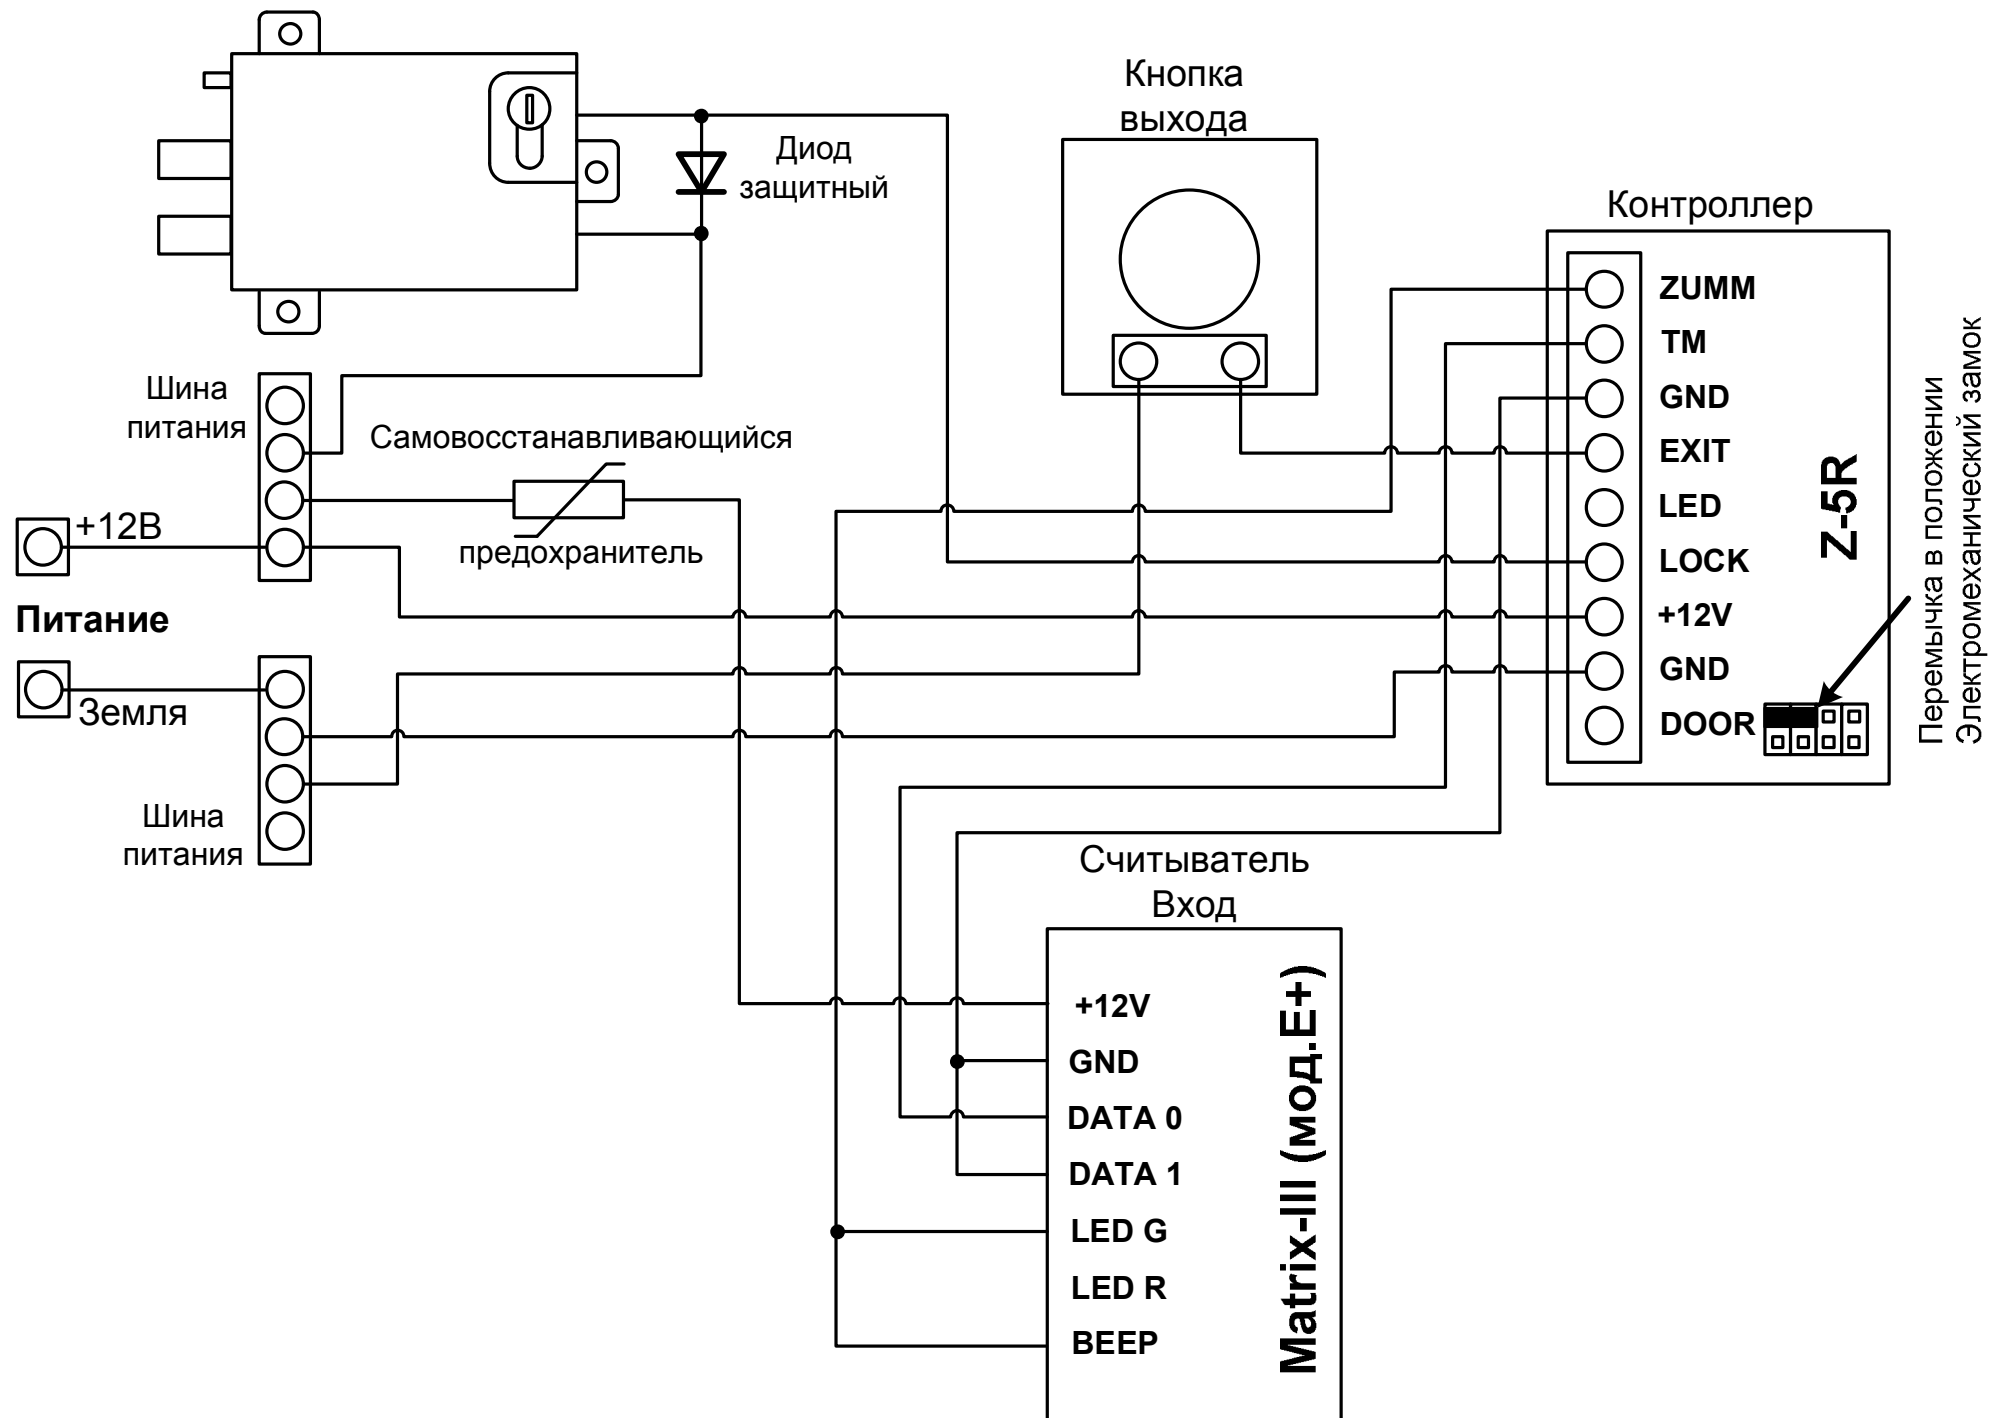 Кнопка
выхода
Диод
защитный
Контроллер
ZUMM
TM
GND
EXIT
LED
LOCK
+12V
GND
DOOR
Z-5R
Перемычка в положении
Электромеханический замок
Шина
питания
Самовосстанавливающийся
предохранитель
+12В
Питание
Земля
Шина
питания
Считыватель
Вход
+12V
GND
DATA 0
DATA 1
LED G
LED R
BEEP
Matrix-III (мод.E+)